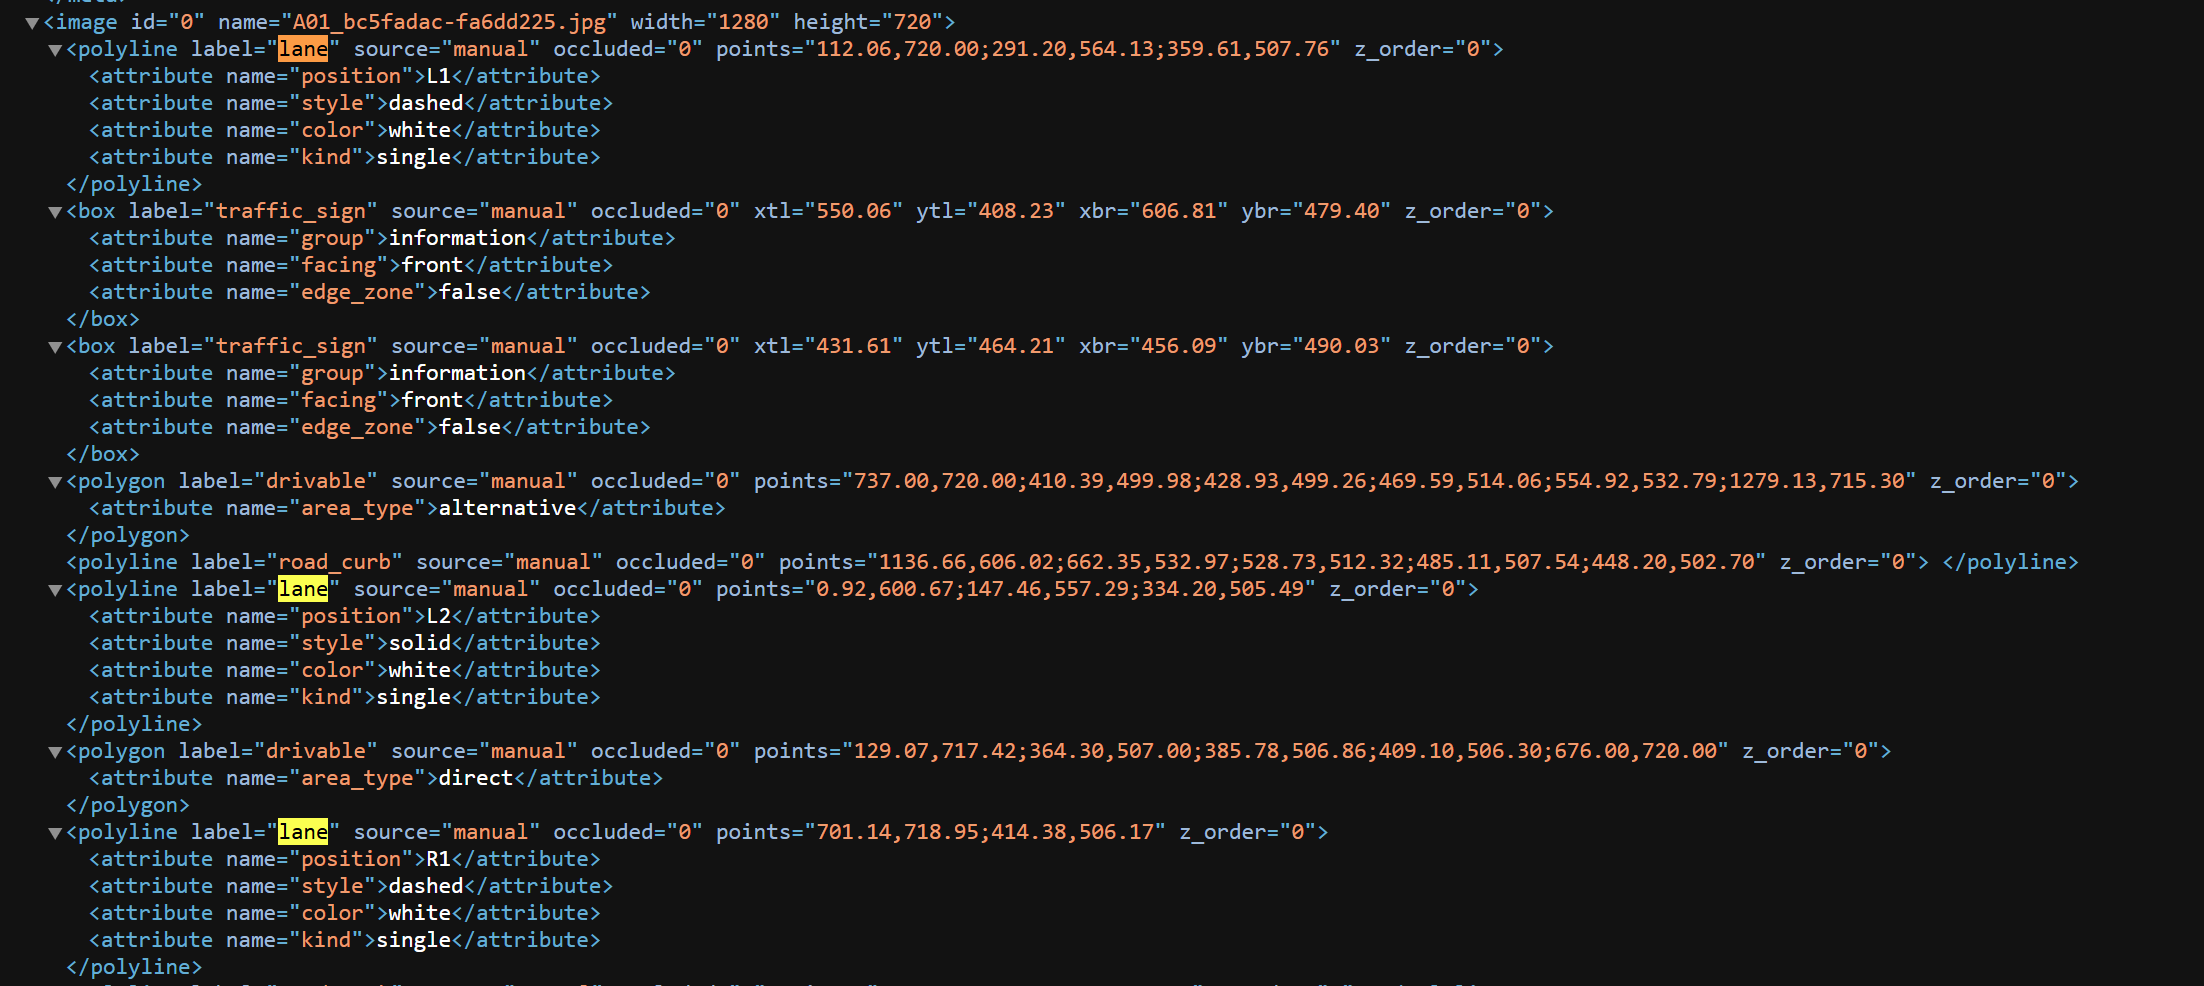 </meta>
▼<image id="0" name="A01_bc5fadac-fa6dd225.jpg" width="1280" height="720">
▼<polyline label="lane" source="manual" occluded="0" points="112.06,720.00;291.20,564.13;359.61,507.76" z_order="0">
<attribute name="position">L1</attribute>
<attribute name="style">dashed</attribute>
<attribute name="color">white</attribute>
<attribute name="kind">single</attribute>
</polyline>
▼<box label="traffic_sign" source="manual" occluded="0" xtl="550.06" ytl="408.23" xbr="606.81" ybr="479.40" z_order="0">
<attribute name="group">information</attribute>
<attribute name="facing">front</attribute>
<attribute name="edge_zone">false</attribute>
</box>
▼<box label="traffic_sign" source="manual" occluded="0" xtl="431.61" ytl="464.21" xbr="456.09" ybr="490.03" z_order="0">
<attribute name="group">information</attribute>
<attribute name="facing">front</attribute>
<attribute name="edge_zone">false</attribute>
</box>
▼<polygon label="drivable" source="manual" occluded="0" points="737.00,720.00;410.39,499.98;428.93,499.26;469.59,514.06;554.92,532.79;1279.13,715.30" z_order="0">
<attribute name="area_type">alternative</attribute>
</polygon>
<polyline label="road_curb" source="manual" occluded="0" points="1136.66,606.02;662.35,532.97;528.73,512.32;485.11,507.54;448.20,502.70" z_order="0"> </polyline>
▼<polyline label="lane" source="manual" occluded="0" points="0.92,600.67;147.46,557.29;334.20,505.49" z_order="0">
<attribute name="position">L2</attribute>
<attribute name="style">solid</attribute>
<attribute name="color">white</attribute>
<attribute name="kind">single</attribute>
</polyline>
▼<polygon label="drivable" source="manual" occluded="0" points="129.07,717.42;364.30,507.00;385.78,506.86;409.10,506.30;676.00,720.00" z_order="0">
<attribute name="area_type">direct</attribute>
</polygon>
▼<polyline label="lane" source="manual" occluded="0" points="701.14,718.95;414.38,506.17" z_order="0">
<attribute name="position">R1</attribute>
<attribute name="style">dashed</attribute>
<attribute name="color">white</attribute>
<attribute name="kind">single</attribute>
</polyline>